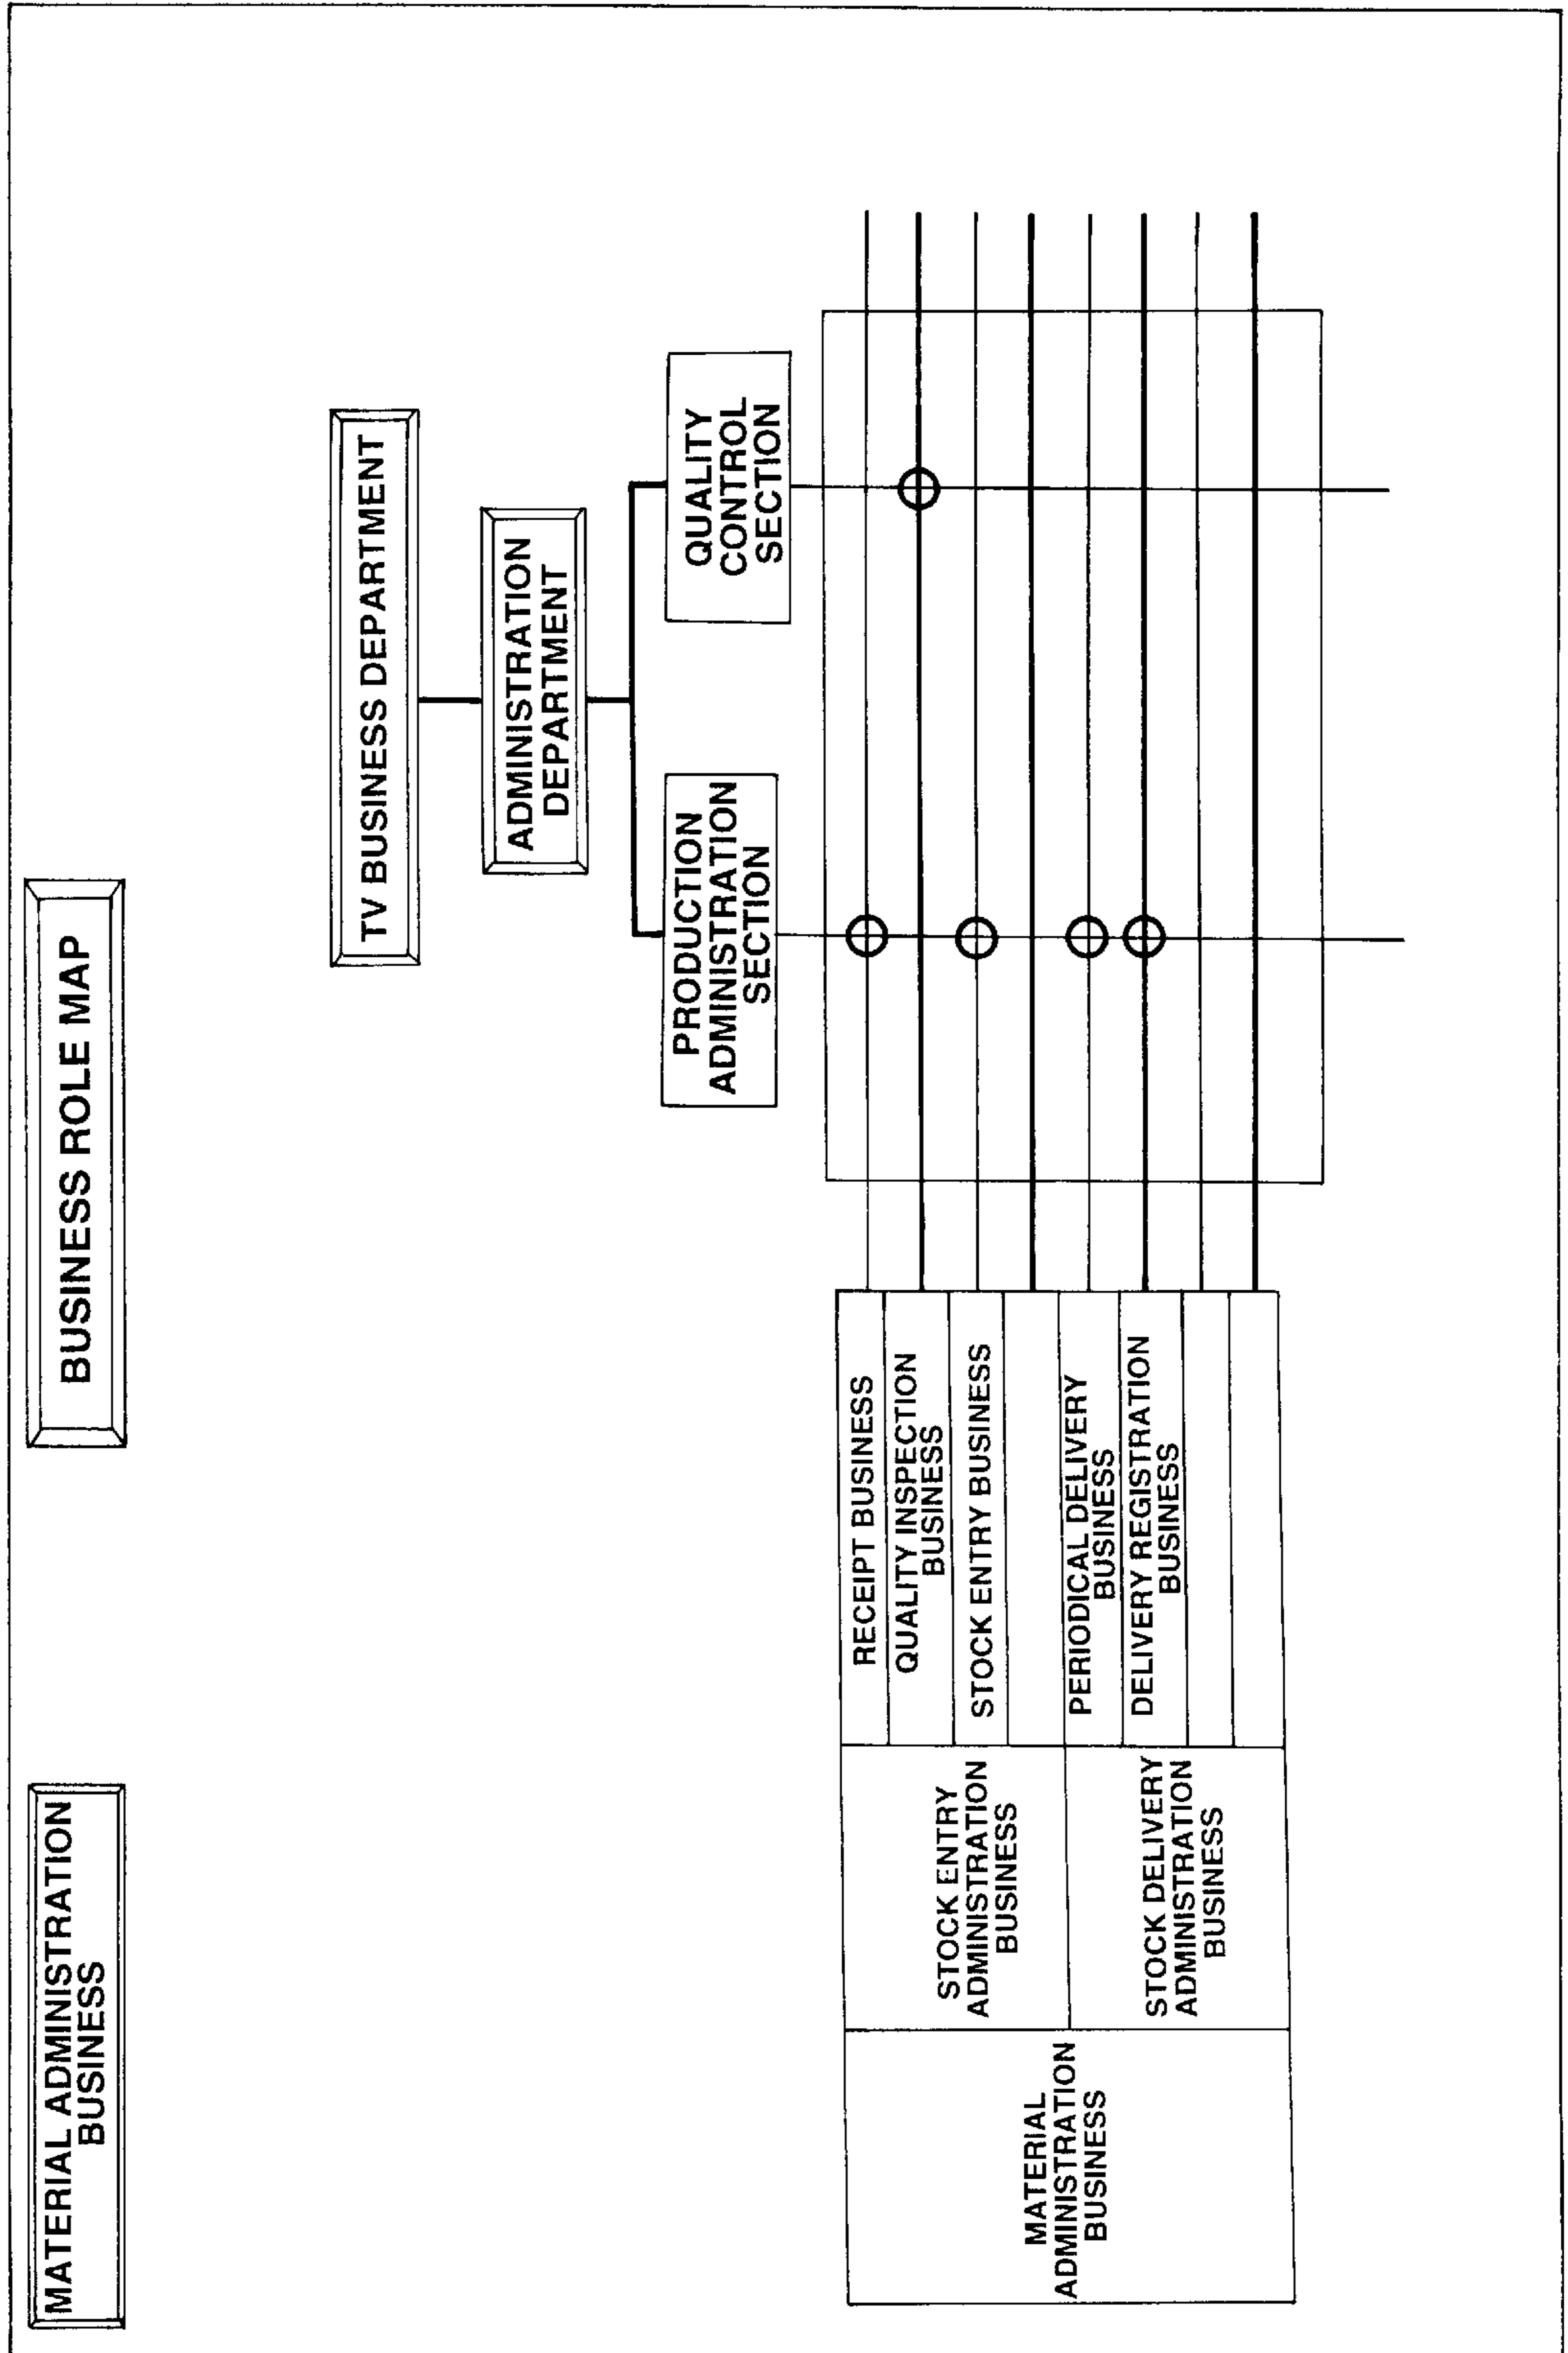 MATERIAL ADMINISTRATION
BUSINESS
BUSINESS ROLE MAP
TV BUSINESS DEPARTMENT
ADMINISTRATION
DEPARTMENT
PRODUCTION
ADMINISTRATION
SECTION
QUALITY
CONTROL
SECTION
MATERIAL
ADMINISTRATION
BUSINESS
STOCK ENTRY
ADMINISTRATION
BUSINESS
RECEIPT BUSINESS
QUALITY INSPECTION
BUSINESS
STOCK ENTRY BUSINESS
STOCK DELIVERY
ADMINISTRATION
BUSINESS
PERIODICAL DELIVERY
BUSINESS
DELIVERY REGISTRATION
BUSINESS